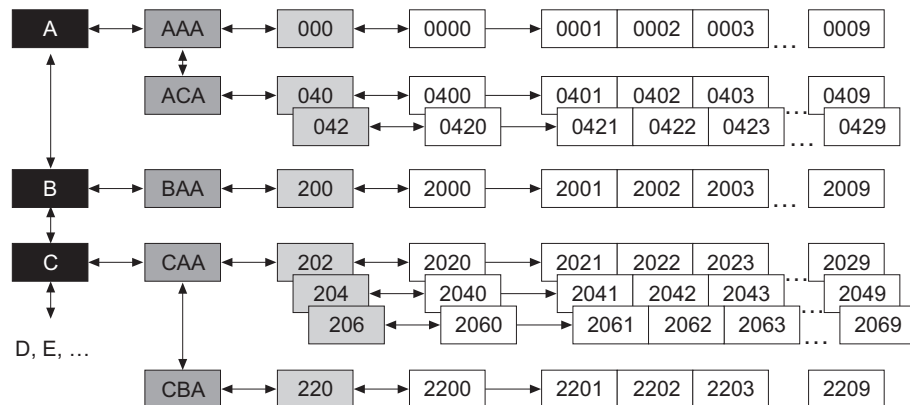 A AAA 000 0000 0001 0002 0003 ... 0009
ACA 040 0400 0401 0402 0403 ... 0409
042 0420 0421 0422 0423 ... 0429
B BAA 200 2000 2001 2002 2003 ... 2009
C CAA 202 2020 2021 2022 2023 ... 2029
204 2040 2041 2042 2043 ... 2049
206 2060 2061 2062 2063 ... 2069
D, E, ...
CBA 220 2200 2201 2202 2203 2209